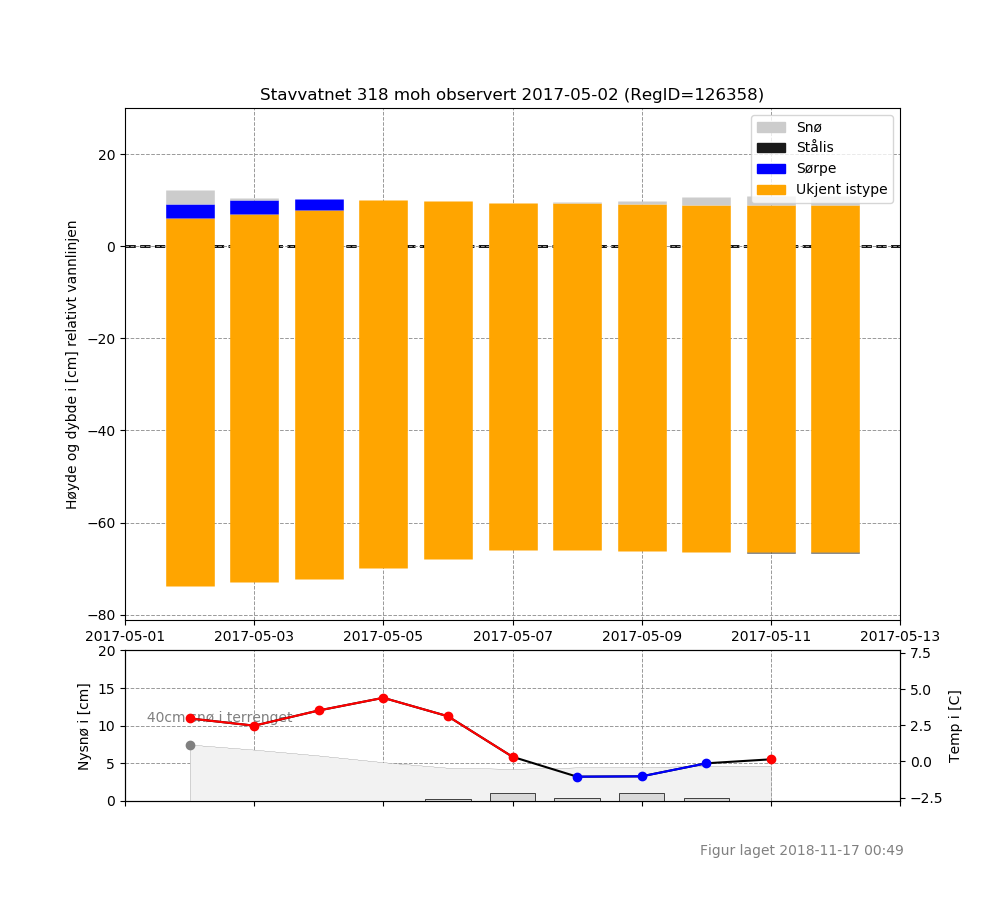 Stavvatnet 318 moh observert 2017-05-02 (RegID=126358)
Snø
Stålis
Sørpe
Ukjent istype
Høyde og dybde i [cm] relativt vannlinjen
20
0
−20
−40
−60
−80
2017-05-01 2017-05-03 2017-05-05 2017-05-07 2017-05-09 2017-05-11 2017-05-13
Nysnø i [cm]
20
15
10
5
0
40cm snø i terrenget
7.5
5.0
2.5
0.0
−2.5
Temp i [C]
Figur laget 2018-11-17 00:49